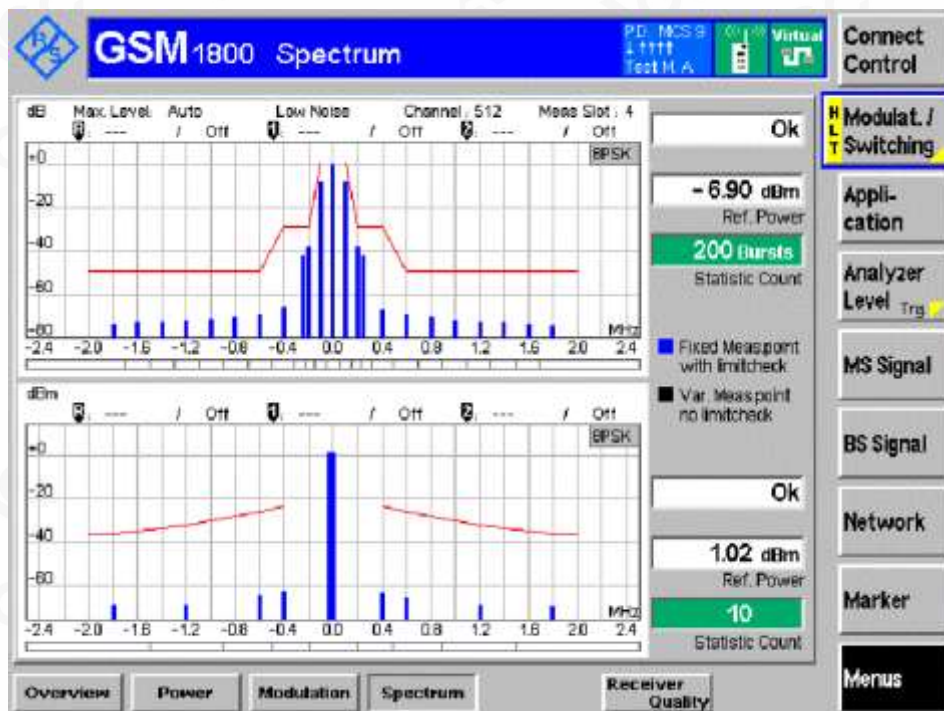 R S
GSM 1800 Spectrum
P.D. MCS 9
Test M. A
Virtual
Connect Control
dB Max. Level: Auto Low Noise Channel : 512 Meas Slot : 4
--- / Off 1 : --- / Off 2 : --- / Off
8PSK
+0
-20
-40
-60
-80
MHz
-2.4 -2.0 -1.6 -1.2 -0.8 -0.4 0.0 0.4 0.8 1.2 1.6 2.0 2.4
Ok
- 6.90 dBm
Ref. Power
200 Bursts
Statistic Count
Fixed Meas.point
with limitcheck
Var. Meas.point
no limitcheck
dBm
--- / Off 1 : --- / Off 2 : --- / Off
8PSK
+0
-20
-40
-60
MHz
-2.4 -2.0 -1.6 -1.2 -0.8 -0.4 0.0 0.4 0.8 1.2 1.6 2.0 2.4
Ok
1.02 dBm
Ref. Power
10
Statistic Count
HLT
Modulat. /
Switching
Appli-
cation
Analyzer
Level Trg
MS Signal
BS Signal
Network
Marker
Menus
Overview Power Modulation Spectrum Receiver Quality